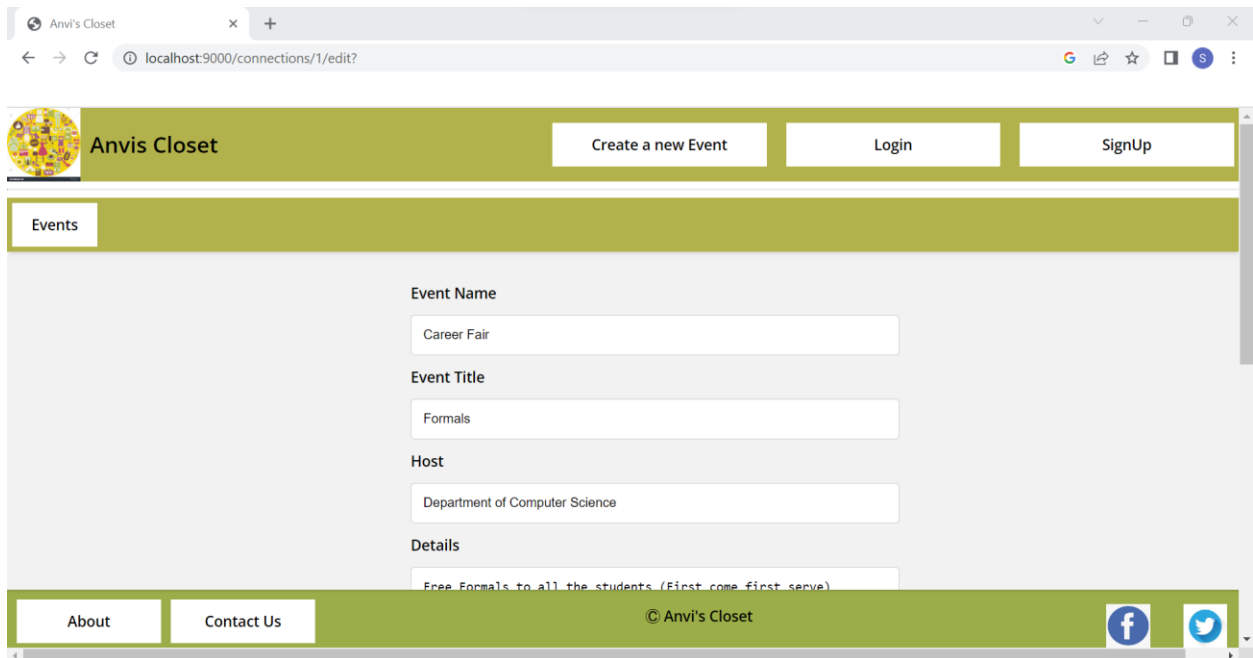 Anvi's Closet
localhost:9000/connections/1/edit?
G
S
Anvis Closet
Create a new Event
Login
SignUp
Events
Event Name
Career Fair
Event Title
Formals
Host
Department of Computer Science
Details
Free Formals to all the students (First come first serve)
About
Contact Us
© Anvi's Closet
f